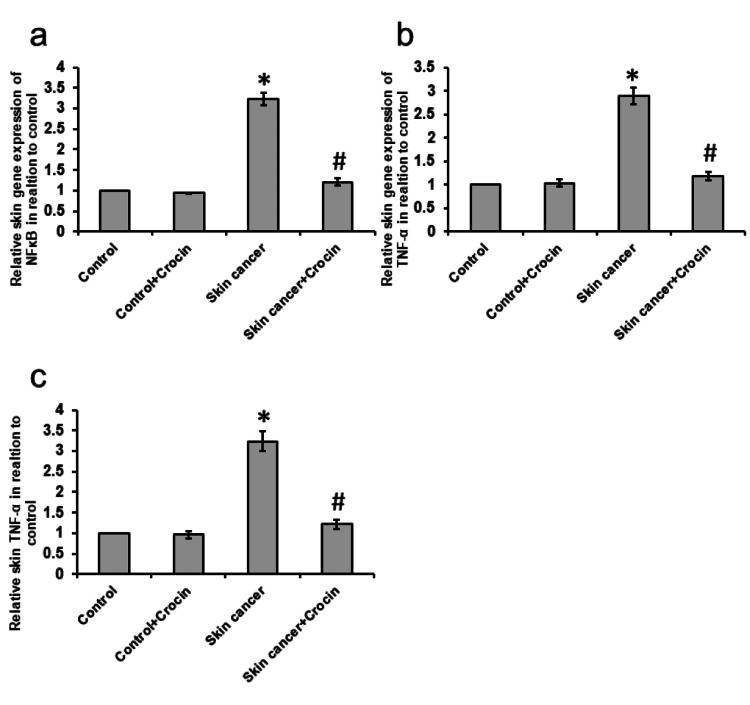 a
Relative skin gene expression of
NFκB in realtion to control
4
3.5
3
2.5
2
1.5
1
0.5
0
*
#
Control
Control+Crocin
Skin cancer
Skin cancer+Crocin
b
Relative skin gene expression of
TNF-α in realtion to control
3.5
3
2.5
2
1.5
1
0.5
0
*
#
Control
Control+Crocin
Skin cancer
Skin cancer+Crocin
c
Relative skin TNF-α in realtion to
control
4
3.5
3
2.5
2
1.5
1
0.5
0
*
#
Control
Control+Crocin
Skin cancer
Skin cancer+Crocin